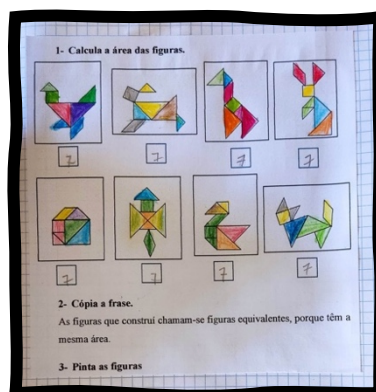 1- Calcula a área das figuras.
7 7 7 7
7 7 7 7
2- Cópia a frase.
As figuras que construí chamam-se figuras equivalentes, porque têm a
mesma área.
3- Pinta as figuras